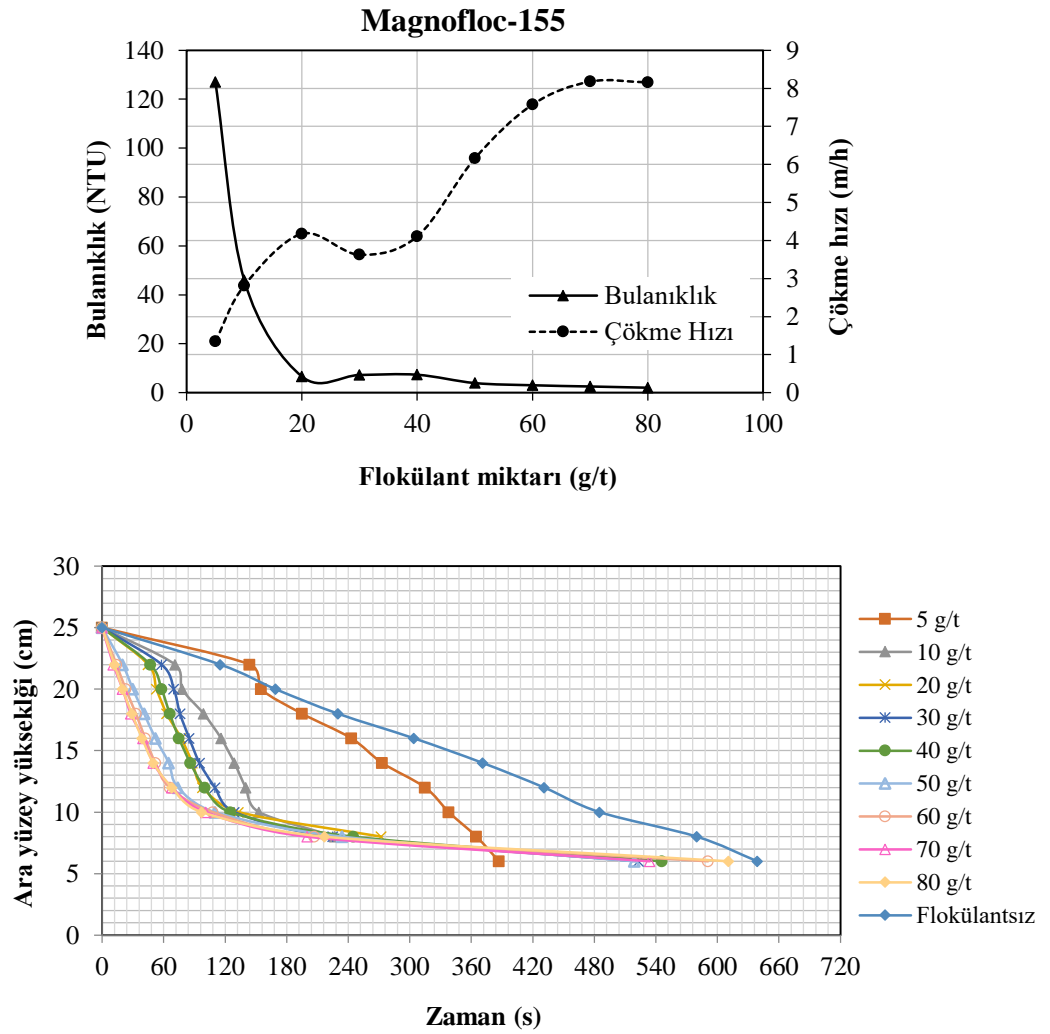 Magnofloc-155
140
120
100
80
60
40
20
0
Bulanıklık (NTU)
9
8
7
6
5
4
3
2
1
0
Çökme hızı (m/h)
Bulanıklık
Çökme Hızı
0 20 40 60 80 100
Flokülant miktarı (g/t)
30
25
20
15
10
5
0
Ara yüzey yükseklği (cm)
5 g/t
10 g/t
20 g/t
30 g/t
40 g/t
50 g/t
60 g/t
70 g/t
80 g/t
Flokülantsız
0 60 120 180 240 300 360 420 480 540 600 660 720
Zaman (s)